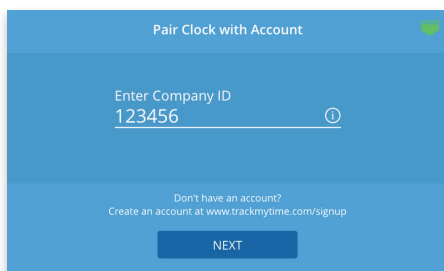 Pair Clock with Account
Enter Company ID
123456
Don't have an account?
Create an account at www.trackmytime.com/signup
NEXT